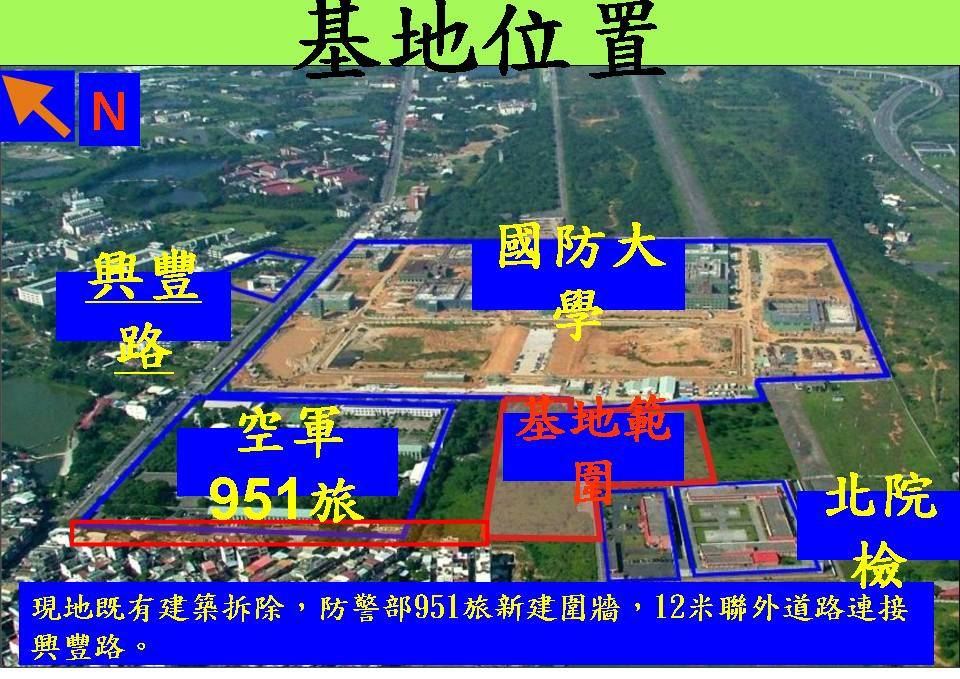 基地位置
N
國防大
學
興豐
路
基地範
圍
空軍
951旅
北院
檢
現地既有建築拆除，防警部951旅新建圍牆，12米聯外道路連接
興豐路。